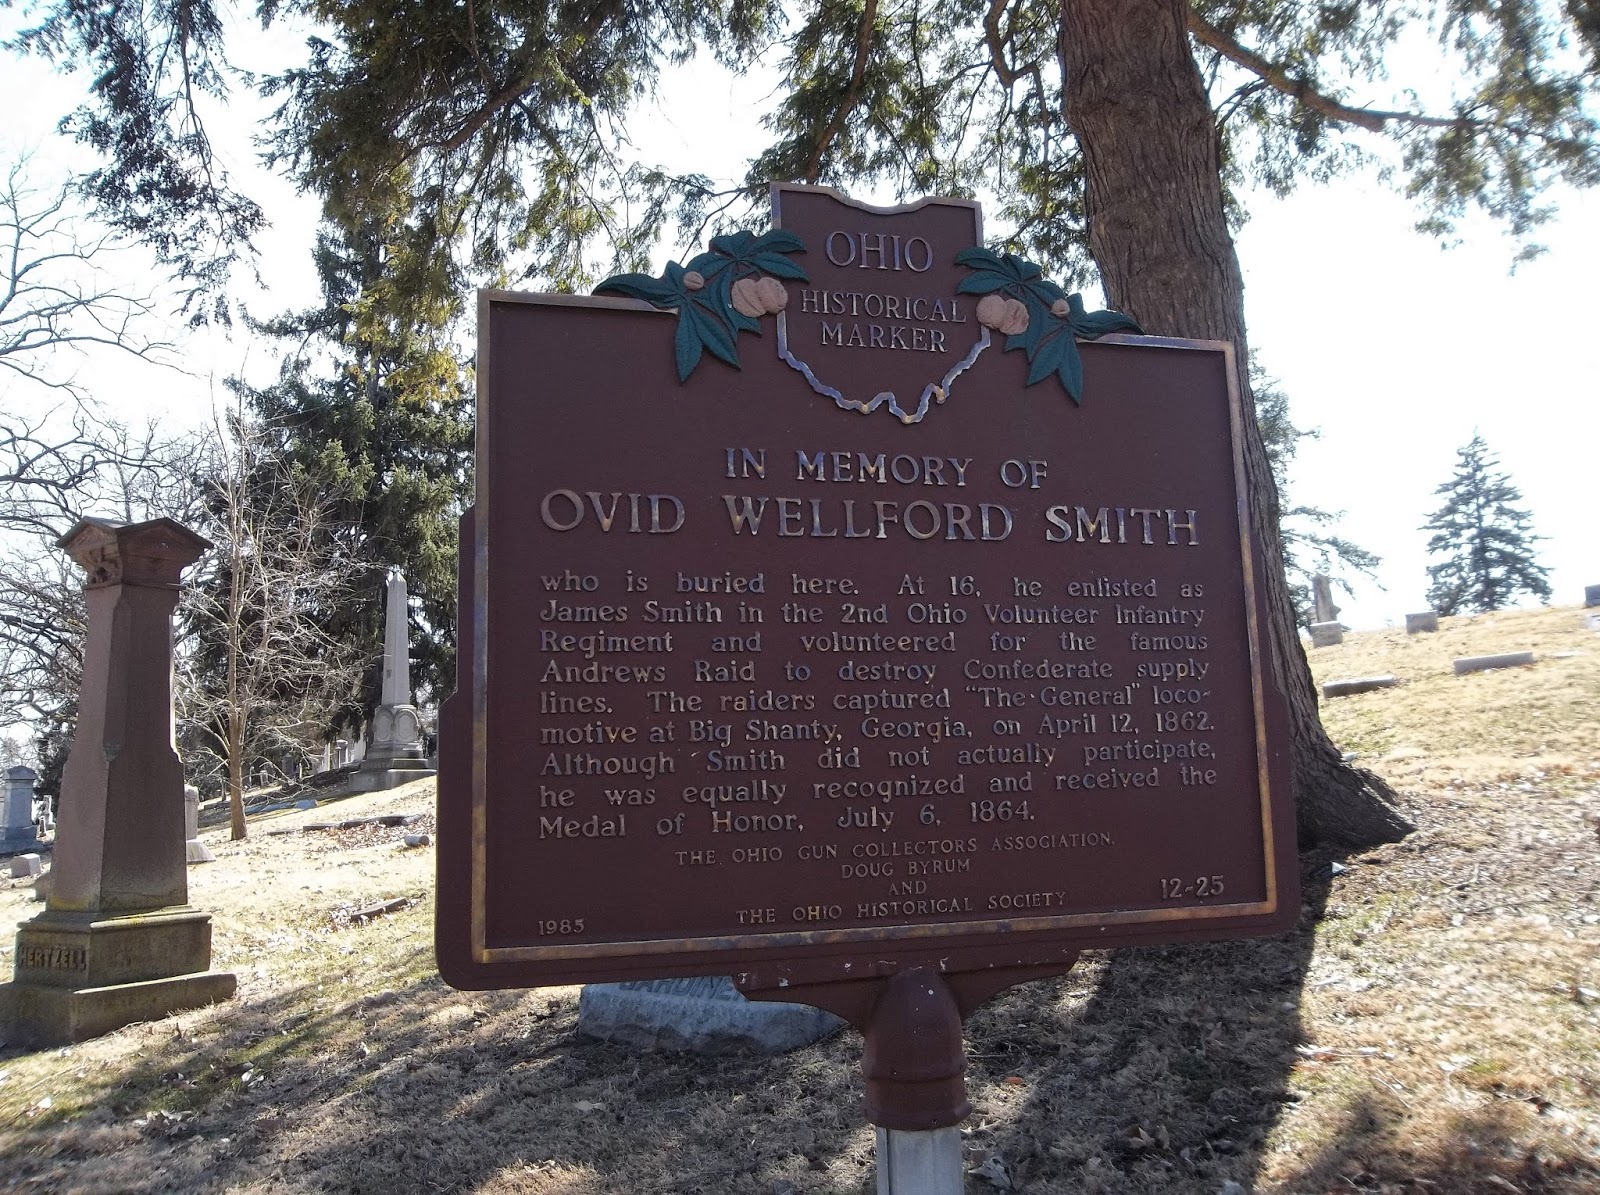 OHIO
HISTORICAL
MARKER
IN MEMORY OF
OVID WELLFORD SMITH
who is buried here. At 16, he enlisted as
James Smith in the 2nd Ohio Volunteer Infantry
Regiment and volunteered for the famous
Andrews Raid to destroy Confederate supply
lines. The raiders captured "The General" loco-
motive at Big Shanty, Georgia, on April 12, 1862.
Although Smith did not actually participate,
he was equally recognized and received the
Medal of Honor, July 6, 1864.
THE OHIO GUN COLLECTORS ASSOCIATION,
DOUG BYRUM
AND
THE OHIO HISTORICAL SOCIETY
12-25
1985
HERTZELL